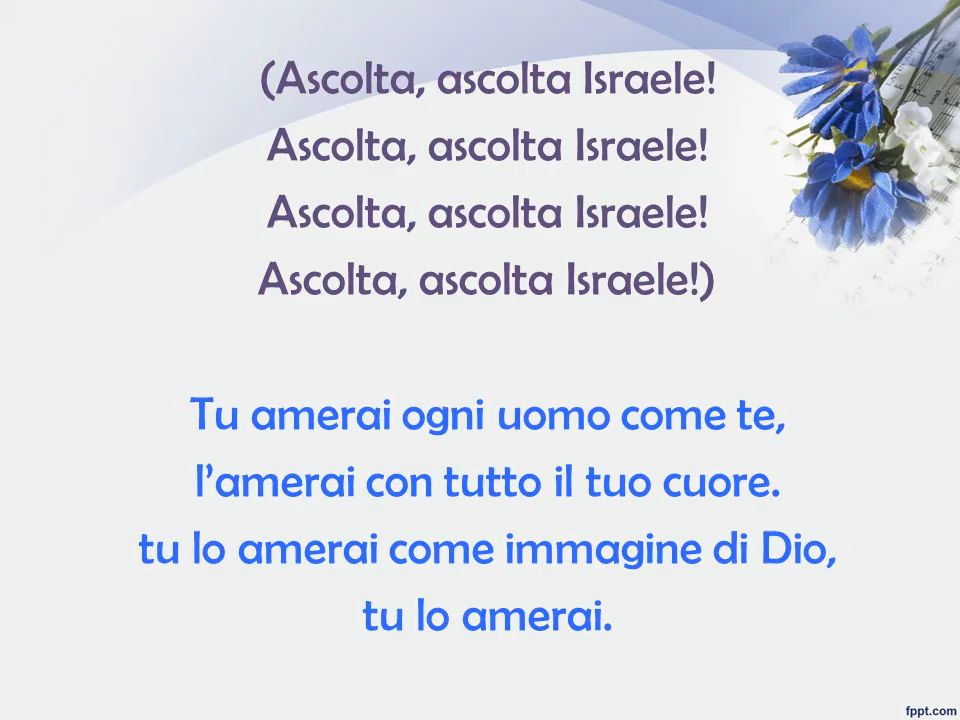 (Ascolta, ascolta Israele!
Ascolta, ascolta Israele!
Ascolta, ascolta Israele!
Ascolta, ascolta Israele!)
Tu amerai ogni uomo come te,
l’amerai con tutto il tuo cuore.
tu lo amerai come immagine di Dio,
tu lo amerai.
fppt.com